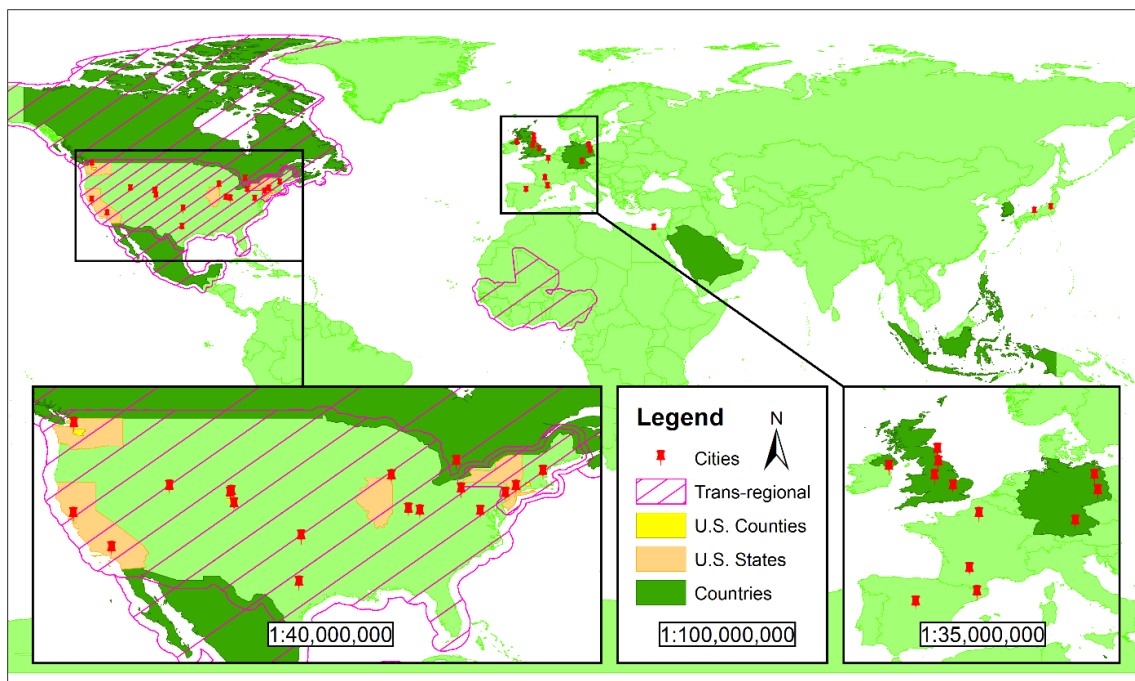 Legend
N
Cities
Trans-regional
U.S. Counties
U.S. States
Countries
1:40,000,000
1:100,000,000
1:35,000,000